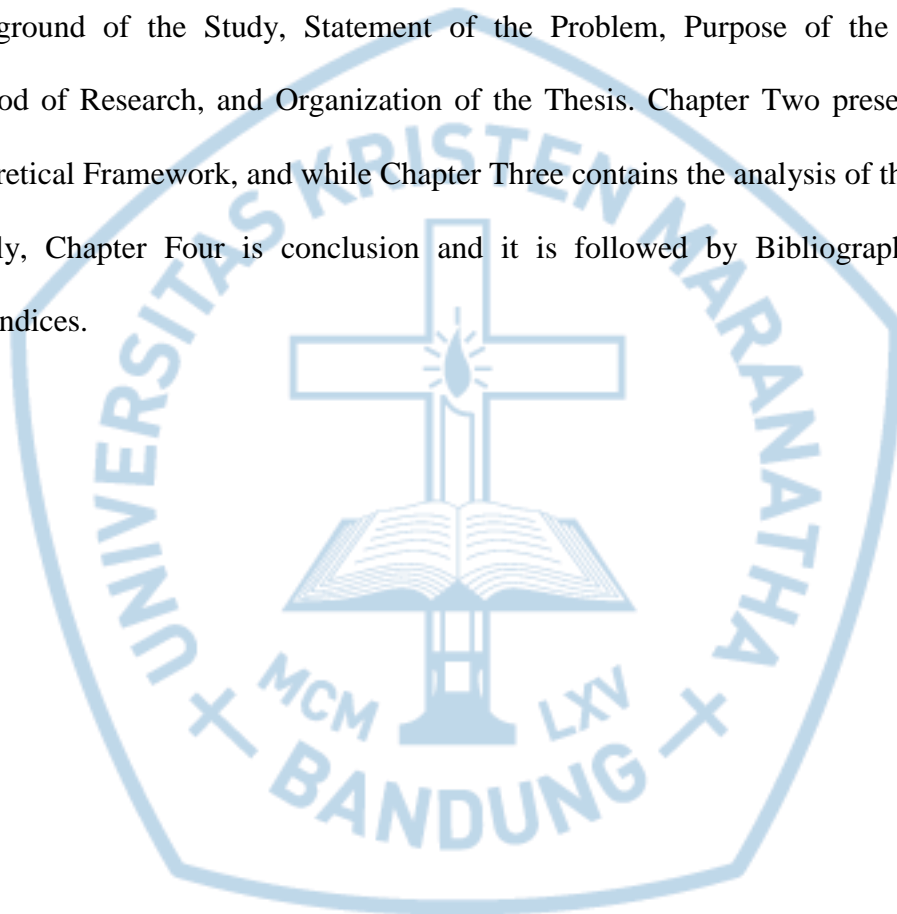 ground of the Study, Statement of the Problem, Purpose of the
od of Research, and Organization of the Thesis. Chapter Two prese
retical Framework, and while Chapter Three contains the analysis of th
ly, Chapter Four is conclusion and it is followed by Bibliograph
ndices.
UNIVERSITAS KRISTEN MARANATHA
MCM LXV
BANDUNG